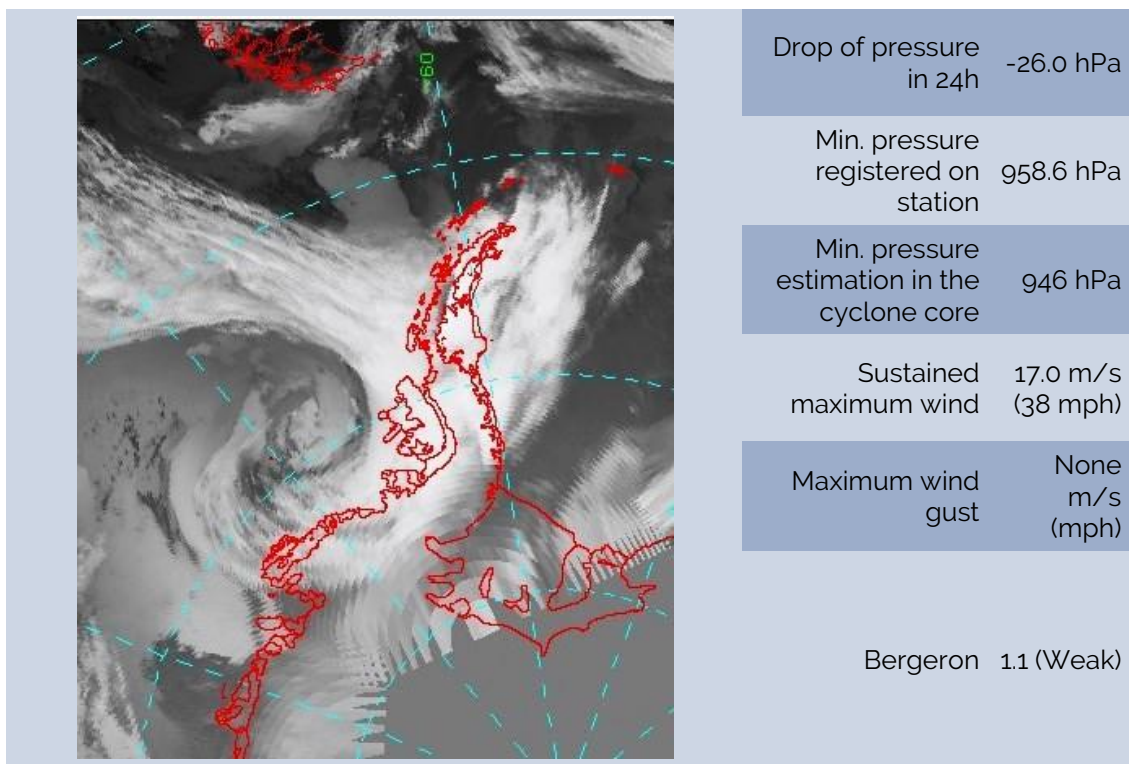 -60
Drop of pressure
in 24h
-26.0 hPa
Min. pressure
registered on
station
958.6 hPa
Min. pressure
estimation in the
cyclone core
946 hPa
Sustained
maximum wind
17.0 m/s
(38 mph)
Maximum wind
gust
None
m/s
(mph)
Bergeron
1.1 (Weak)